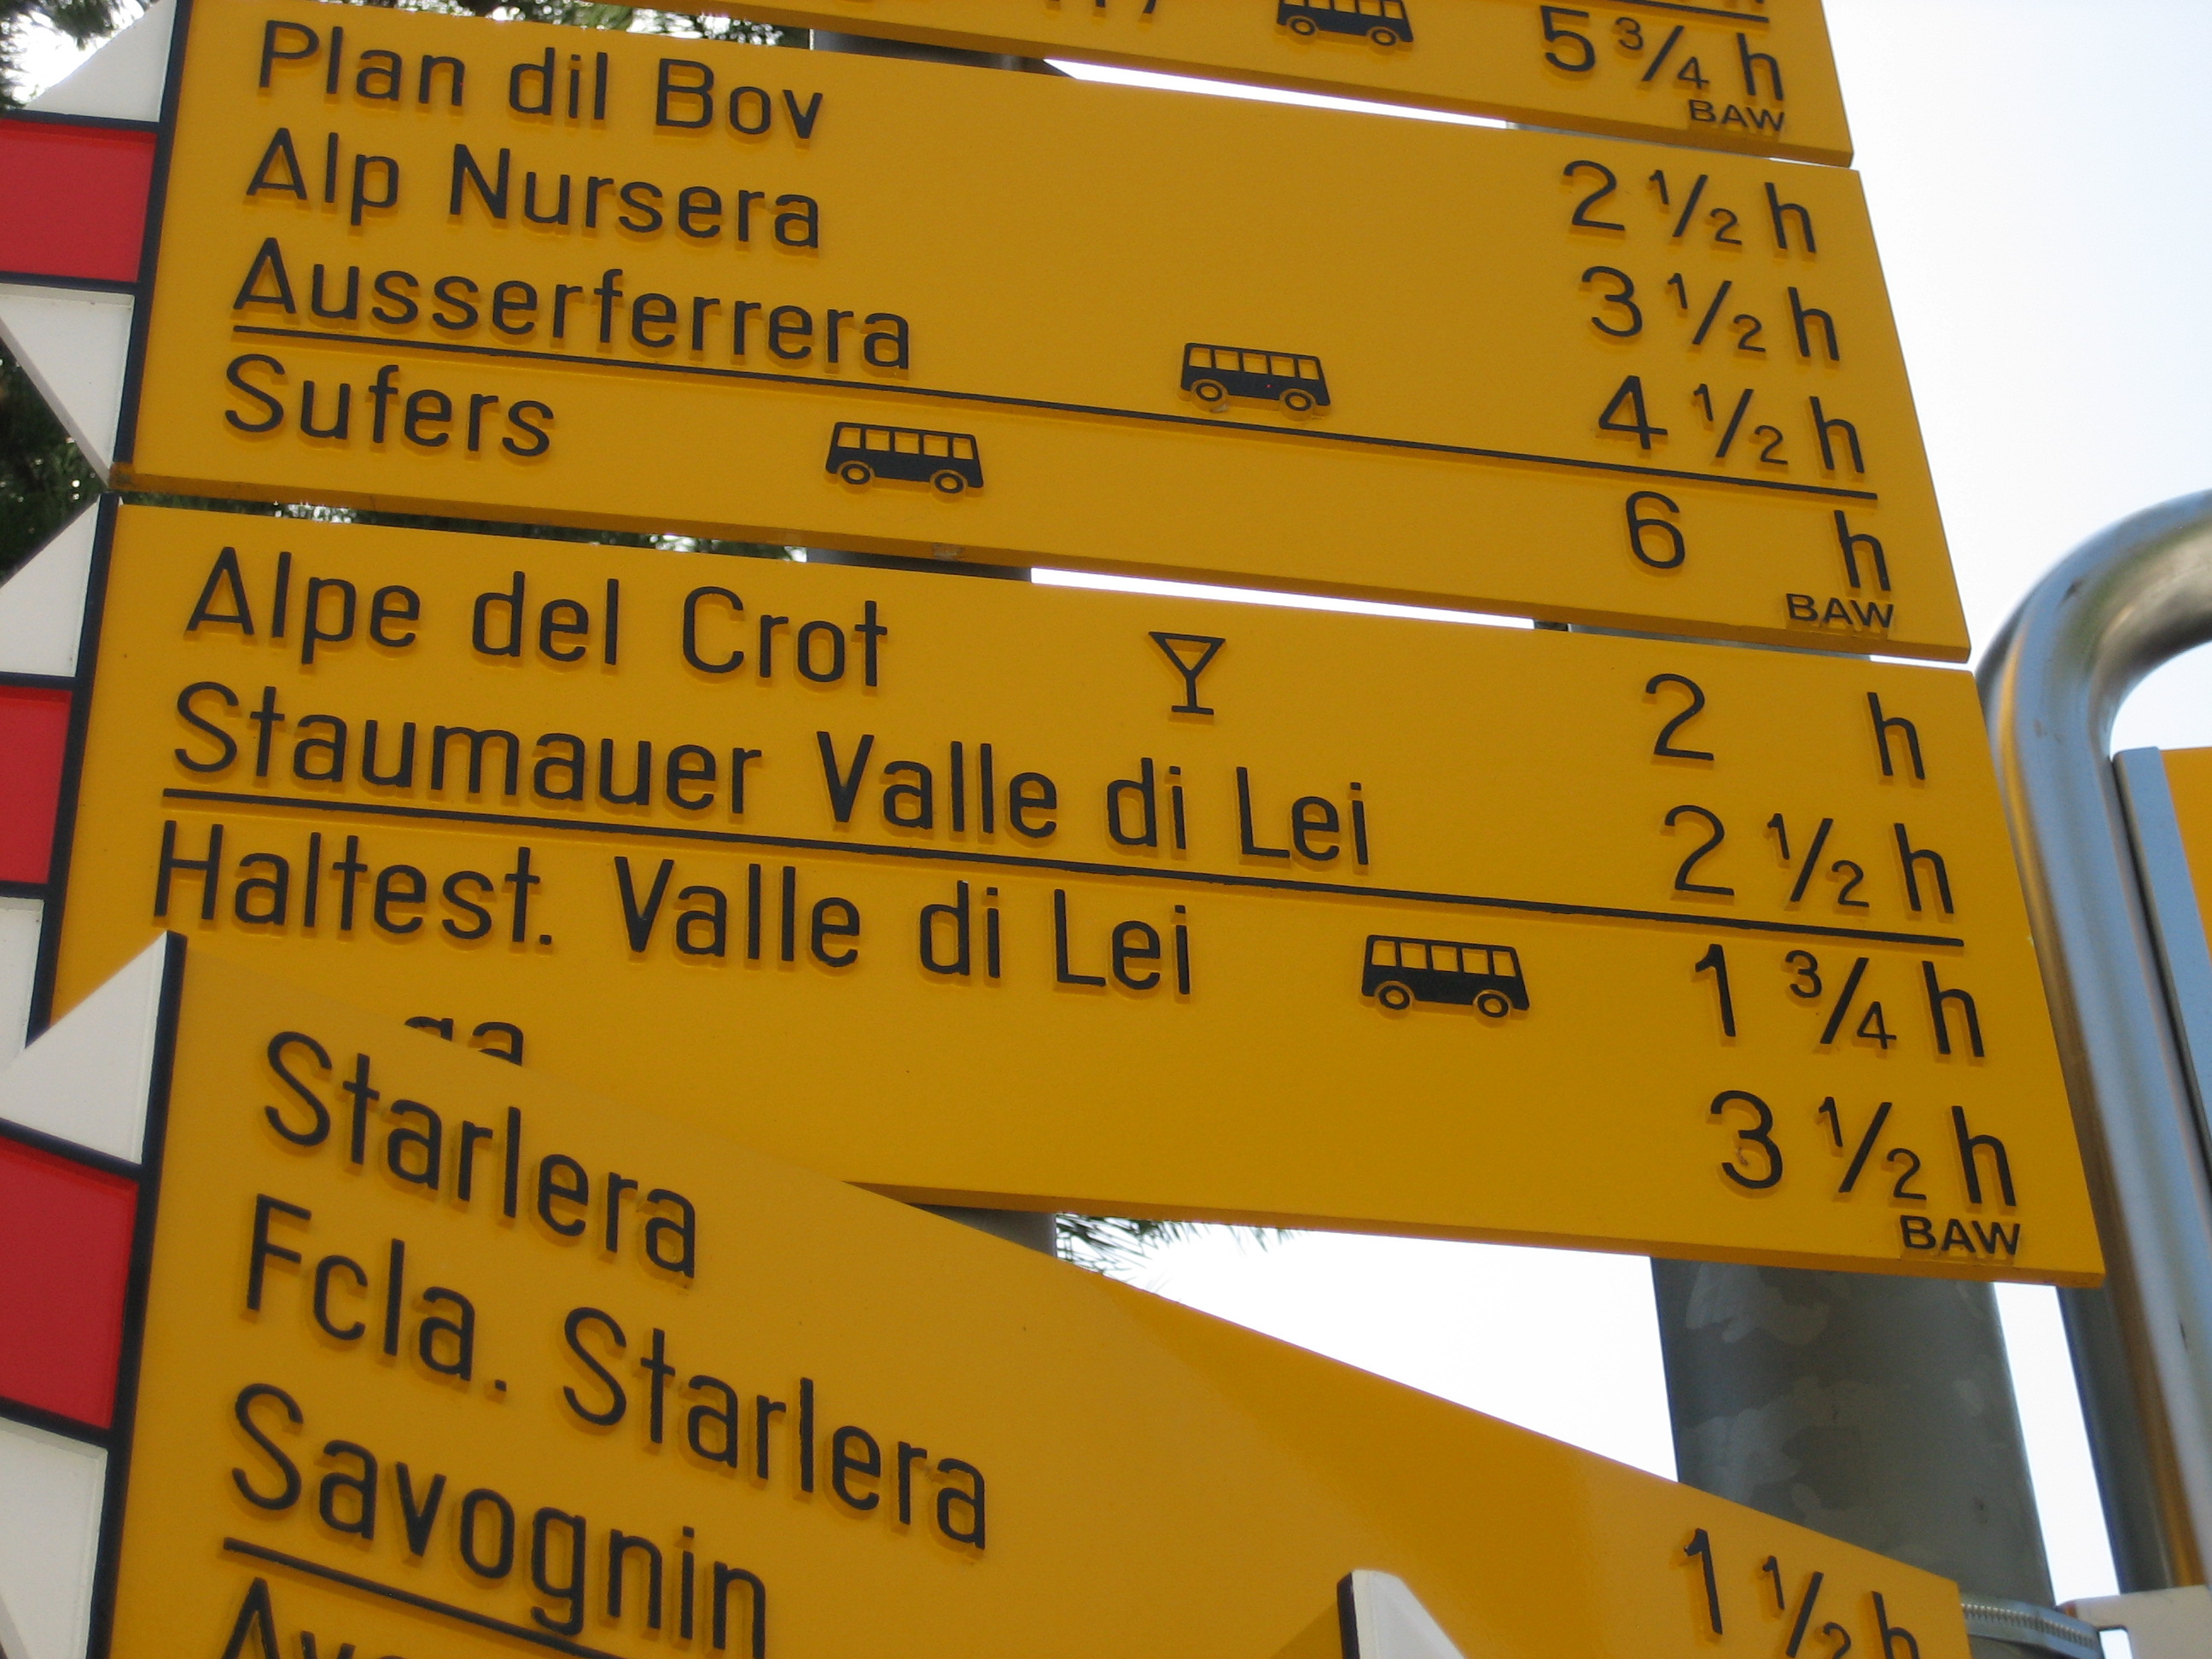 5 3/4 h
BAW
Plan dil Bov 2 1/2 h
Alp Nursera 3 1/2 h
Ausserferrera 4 1/2 h
Sufers 6 h
BAW
Alpe del Crot 2 h
Staumauer Valle di Lei 2 1/2 h
Haltest. Valle di Lei 1 3/4 h
3 1/2 h
BAW
Starlera 1 1/2 h
Fcla. Starlera
Savognin